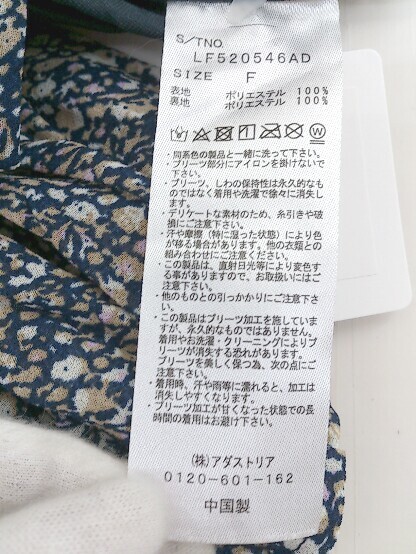 S/TNO.
LF520546AD
SIZE F
表地 ポリエステル 100%
裏地 ポリエステル 100%
・同系色の製品と一緒に洗って下さい。
・プリーツ部分にアイロンを掛けないで
下さい。
・プリーツ、しわの保持性は永久的なも
のではなく着用や洗濯で徐々に消失し
ます。
・デリケートな素材のため、糸引きや破
損にご注意下さい。
・汗や摩擦（特に湿った状態）により色
が移る場合があります。他の衣類との
組み合わせにご注意下さい。
・この製品は、直射日光等により変色す
る事がありますので、お取扱いにはご
注意下さい。
・他のものとの引っかかりにご注意下さ
い。
・この製品はプリーツ加工を施していま
すが、永久的なものではありません。
着用やお洗濯・クリーニングによりプ
リーツが消失する恐れがあります。
プリーツを美しく保つ為、次の点にご
注意下さい。
・着用時、汗や雨等に濡れると、加工は
消失しやすくなります。
・プリーツ加工が甘くなった状態での長
時間の着用はお避け下さい。
(株)アダストリア
0120-601-162
中国製